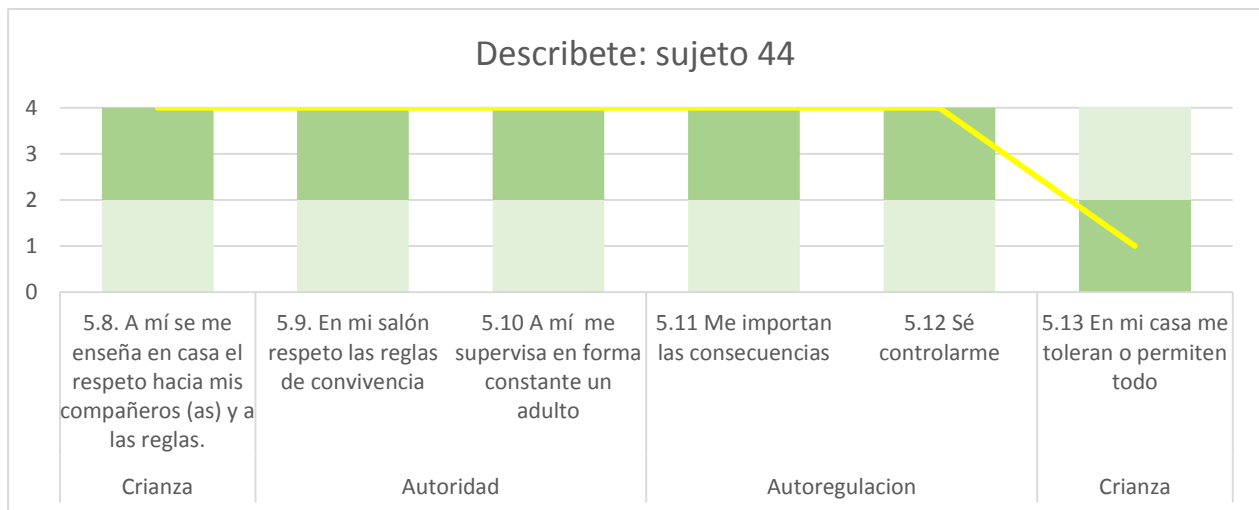 Describete: sujeto 44
4
3
2
1
0
5.8. A mí se me
enseña en casa el
respeto hacia mis
compañeros (as) y a
las reglas.
5.9. En mi salón
respeto las reglas
de convivencia
5.10 A mí  me
supervisa en forma
constante un
adulto
5.11 Me importan
las consecuencias
5.12 Sé
controlarme
5.13 En mi casa me
toleran o permiten
todo
Crianza
Autoridad
Autoregulacion
Crianza